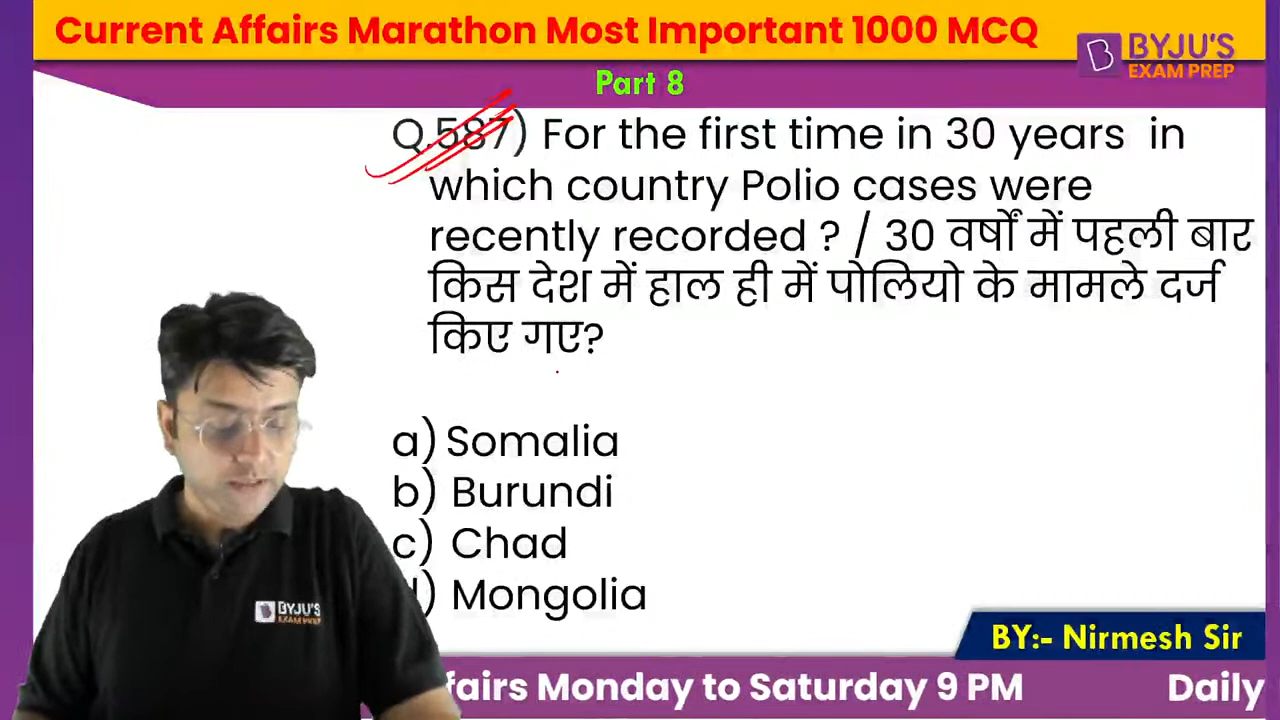 Current Affairs Marathon Most Important 1000 MCQ
BYJU'S
EXAM PREP
Part 8
Q.587) For the first time in 30 years in
which country Polio cases were
recently recorded ? / 30 वर्षों में पहली बार
किस देश में हाल ही में पोलियो के मामले दर्ज
किए गए?
a) Somalia
b) Burundi
c) Chad
d) Mongolia
BYJU'S
EXAM PREP
BY:- Nirmesh Sir
fairs Monday to Saturday 9 PM Daily